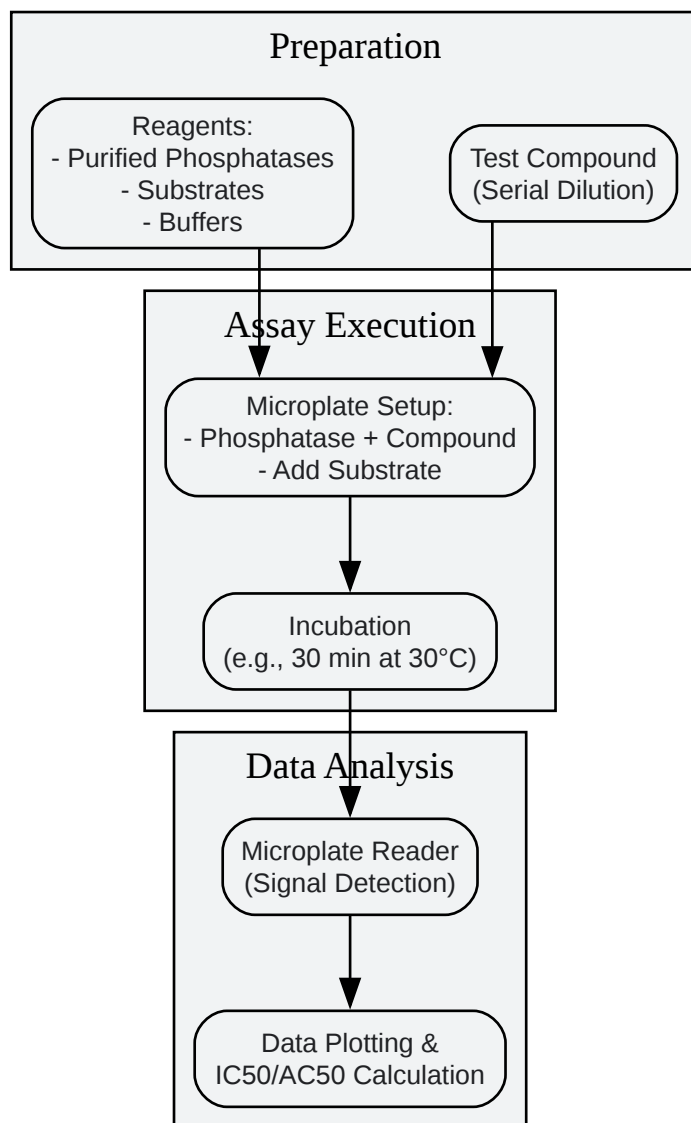 Preparation
Reagents:
- Purified Phosphatases
- Substrates
- Buffers
Test Compound
(Serial Dilution)
Assay Execution
Microplate Setup:
- Phosphatase + Compound
- Add Substrate
Incubation
(e.g., 30 min at 30°C)
Data Analysis
Microplate Reader
(Signal Detection)
Data Plotting &
IC50/AC50 Calculation